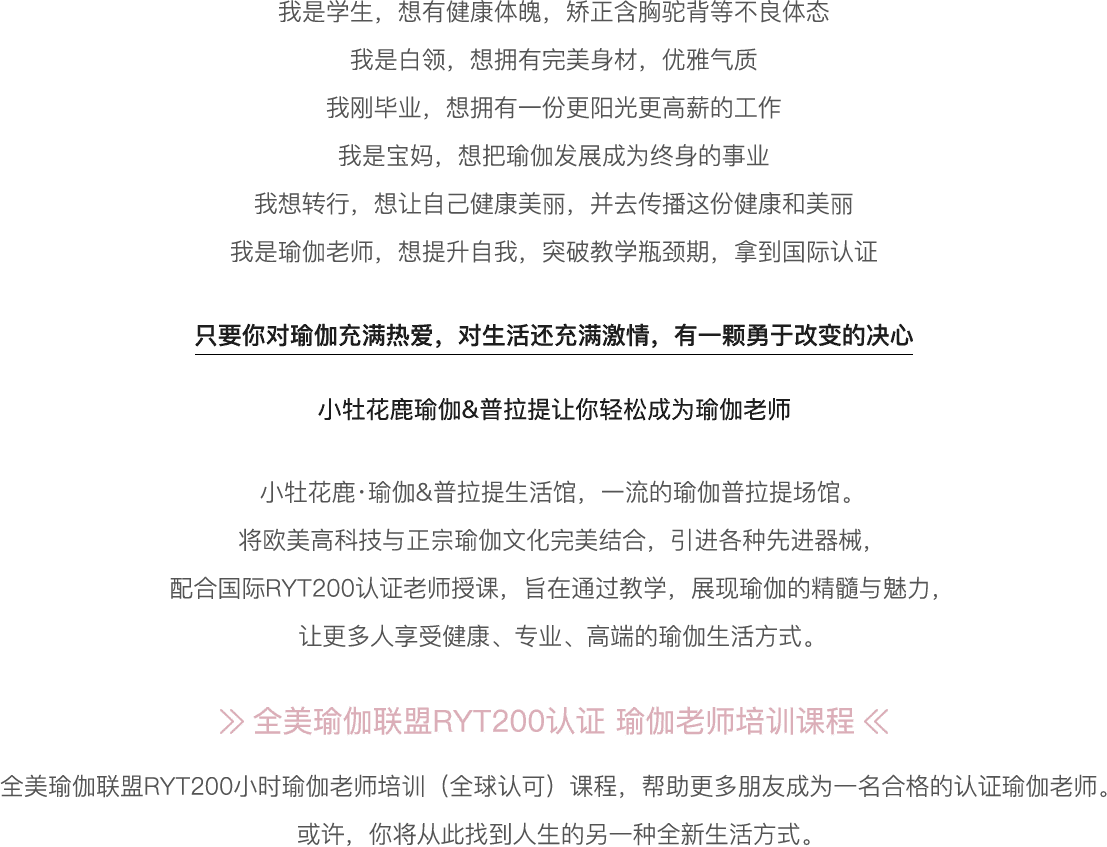 我是学生，想有健康体魄，矫正含胸驼背等不良体态
我是白领，想拥有完美身材，优雅气质
我刚毕业，想拥有一份更阳光更高薪的工作
我是宝妈，想把瑜伽发展成为终身的事业
我想转行，想让自己健康美丽，并去传播这份健康和美丽
我是瑜伽老师，想提升自我，突破教学瓶颈期，拿到国际认证
只要你对瑜伽充满热爱，对生活还充满激情，有一颗勇于改变的决心
小牡花鹿瑜伽&普拉提让你轻松成为瑜伽老师
小牡花鹿·瑜伽&普拉提生活馆，一流的瑜伽普拉提场馆。
将欧美高科技与正宗瑜伽文化完美结合，引进各种先进器械，
配合国际RYT200认证老师授课，旨在通过教学，展现瑜伽的精髓与魅力，
让更多人享受健康、专业、高端的瑜伽生活方式。
》 全美瑜伽联盟RYT200认证 瑜伽老师培训课程 《
全美瑜伽联盟RYT200小时瑜伽老师培训（全球认可）课程，帮助更多朋友成为一名合格的认证瑜伽老师。
或许，你将从此找到人生的另一种全新生活方式。